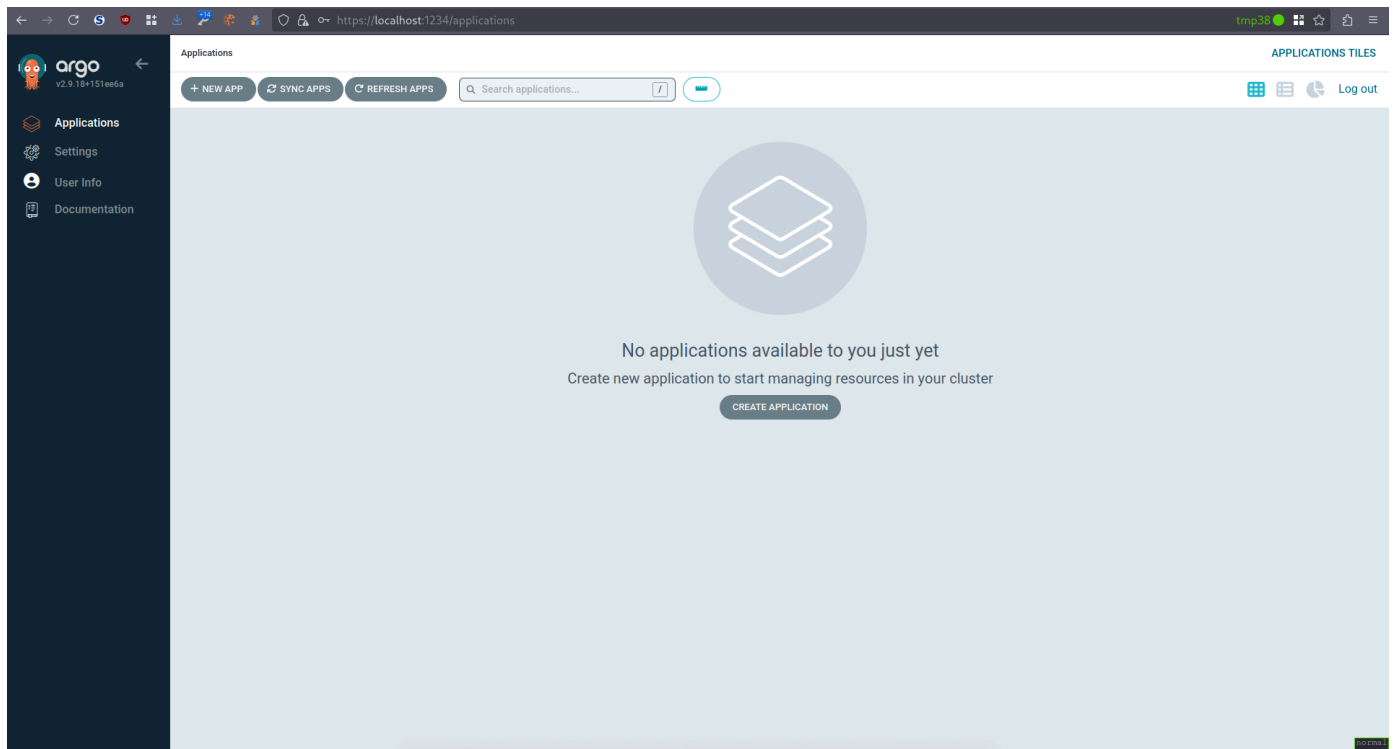 https://localhost:1234/applications
tmp38
+14
argo
v2.9.18+151ee6a
Applications
Settings
User Info
Documentation
Applications
APPLICATIONS TILES
+ NEW APP
SYNC APPS
REFRESH APPS
Search applications...
/
Log out
No applications available to you just yet
Create new application to start managing resources in your cluster
CREATE APPLICATION
normal